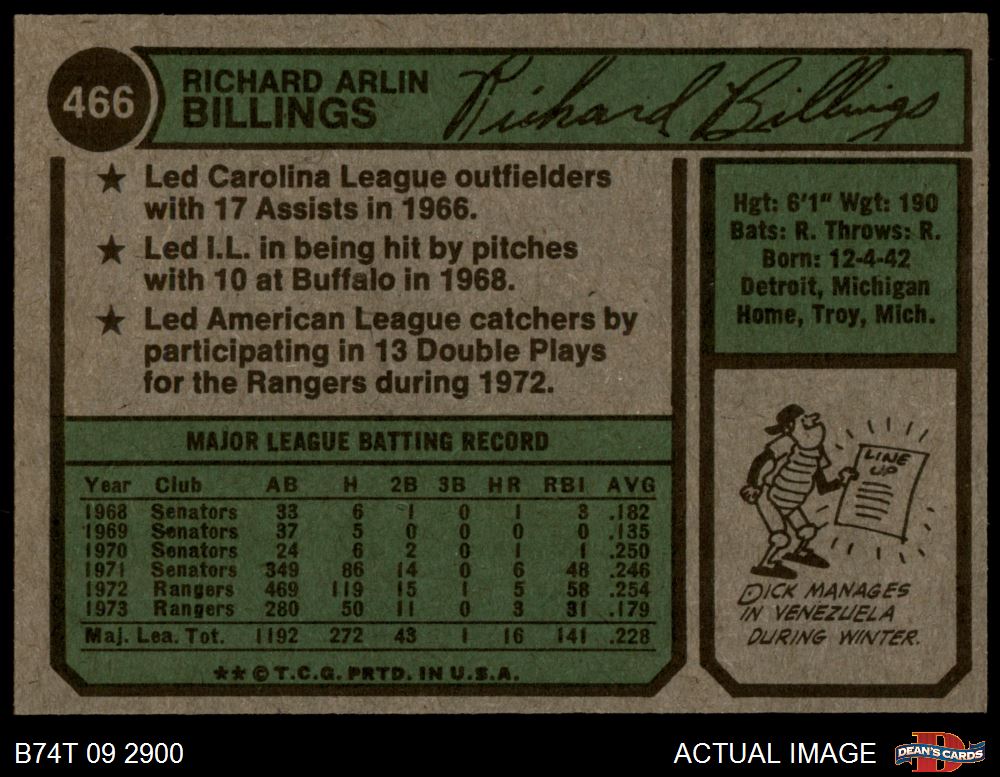 466
RICHARD ARLIN
BILLINGS
Richard Billings
★ Led Carolina League outfielders
with 17 Assists in 1966.
★ Led I.L. in being hit by pitches
with 10 at Buffalo in 1968.
★ Led American League catchers by
participating in 13 Double Plays
for the Rangers during 1972.
Hgt: 6'1" Wgt: 190
Bats: R. Throws: R.
Born: 12-4-42
Detroit, Michigan
Home, Troy, Mich.
MAJOR LEAGUE BATTING RECORD
Year Club AB H 2B 3B HR RBI AVG
1968 Senators 33 6 1 0 1 3 .182
1969 Senators 37 5 0 0 0 0 .135
1970 Senators 24 6 2 0 1 1 .250
1971 Senators 349 86 14 0 6 48 .246
1972 Rangers 469 119 15 1 5 58 .254
1973 Rangers 280 50 11 0 3 31 .179
Maj. Lea. Tot. 1192 272 43 1 16 141 .228
★★ © T.C.G. PRTD. IN U.S.A.
LINE
UP
DICK MANAGES
IN VENEZUELA
DURING WINTER.
B74T 09 2900
ACTUAL IMAGE
DEAN'S CARDS